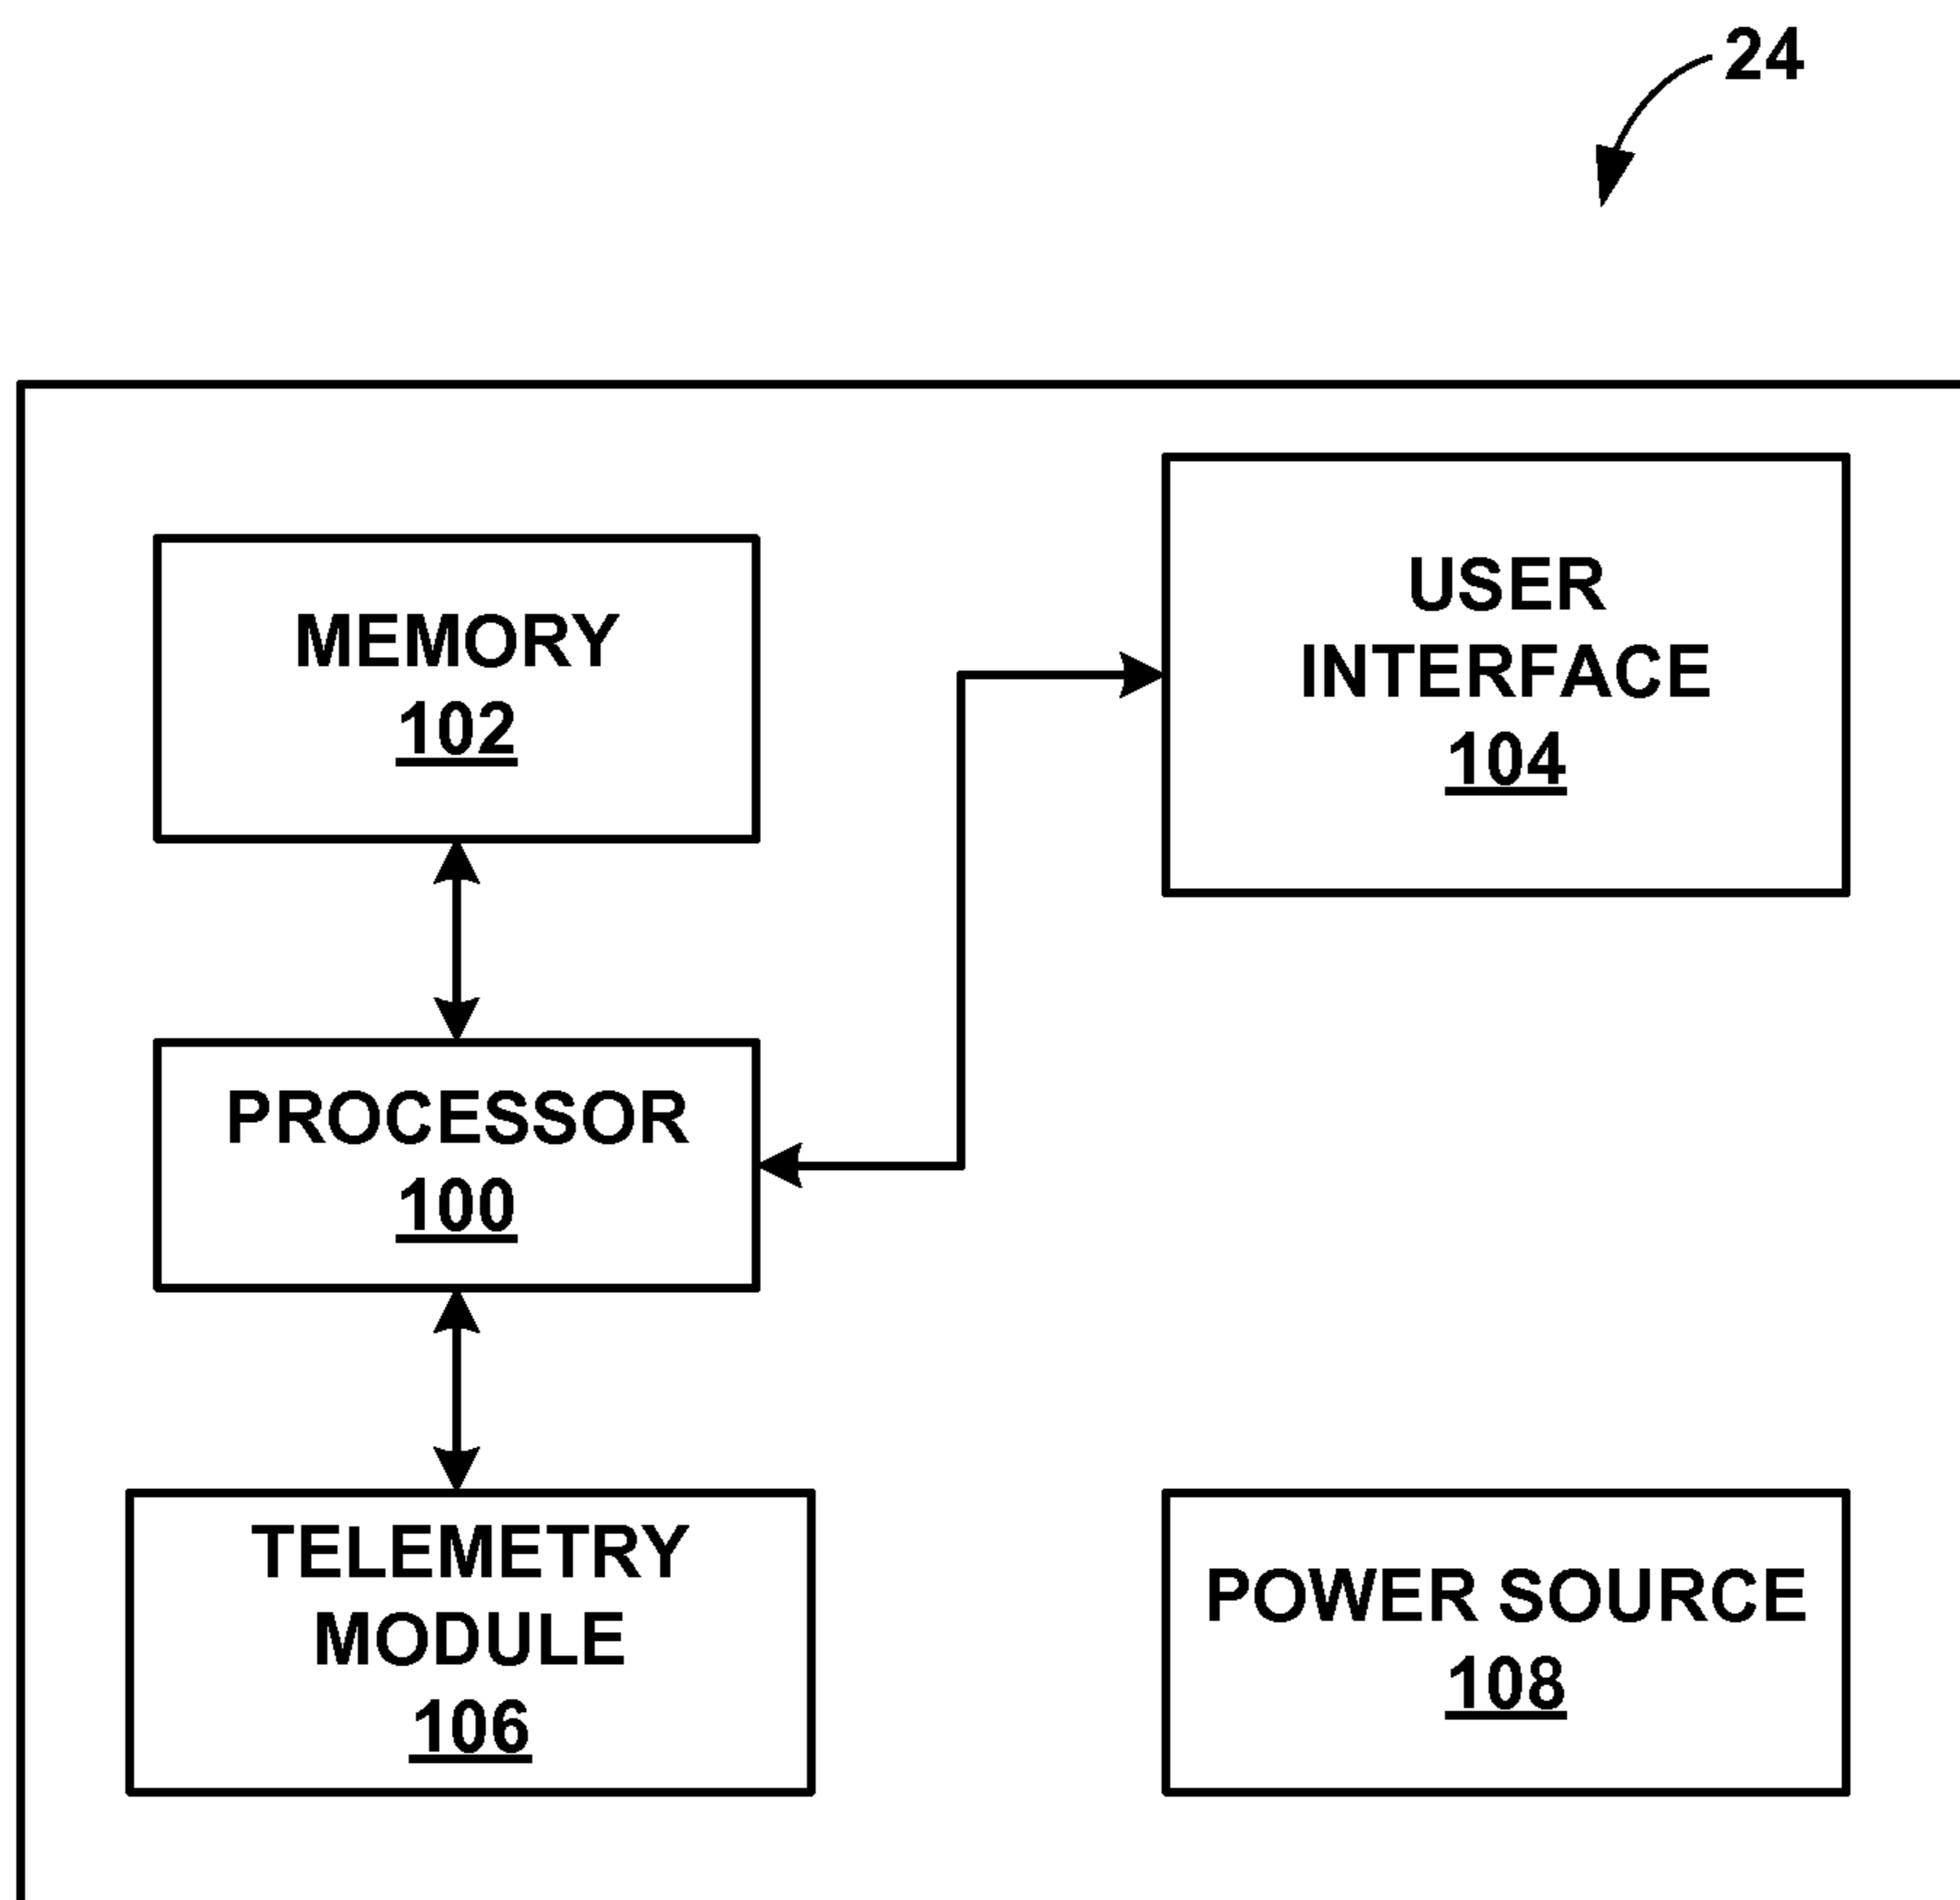 24
MEMORY
102
USER
INTERFACE
104
PROCESSOR
100
TELEMETRY
MODULE
106
POWER SOURCE
108